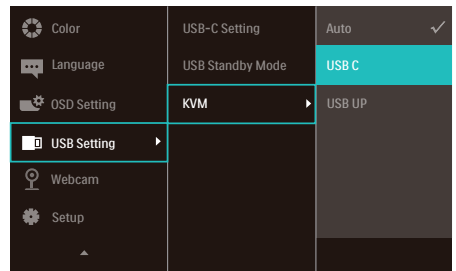 Color
Language
OSD Setting
USB Setting
Webcam
Setup
USB-C Setting
USB Standby Mode
KVM
Auto
USB C
USB UP